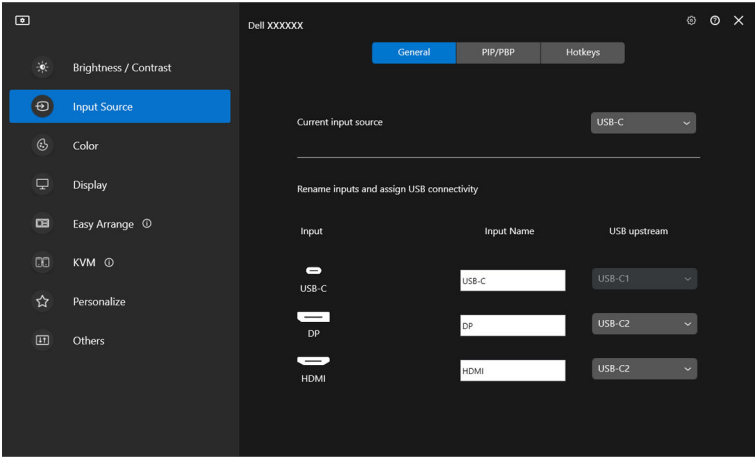 Dell XXXXXX
General PIP/PBP Hotkeys
Brightness / Contrast
Input Source
Color
Display
Easy Arrange
KVM
Personalize
Others
Current input source USB-C
Rename inputs and assign USB connectivity
Input Input Name USB upstream
USB-C USB-C USB-C1
DP DP USB-C2
HDMI HDMI USB-C2